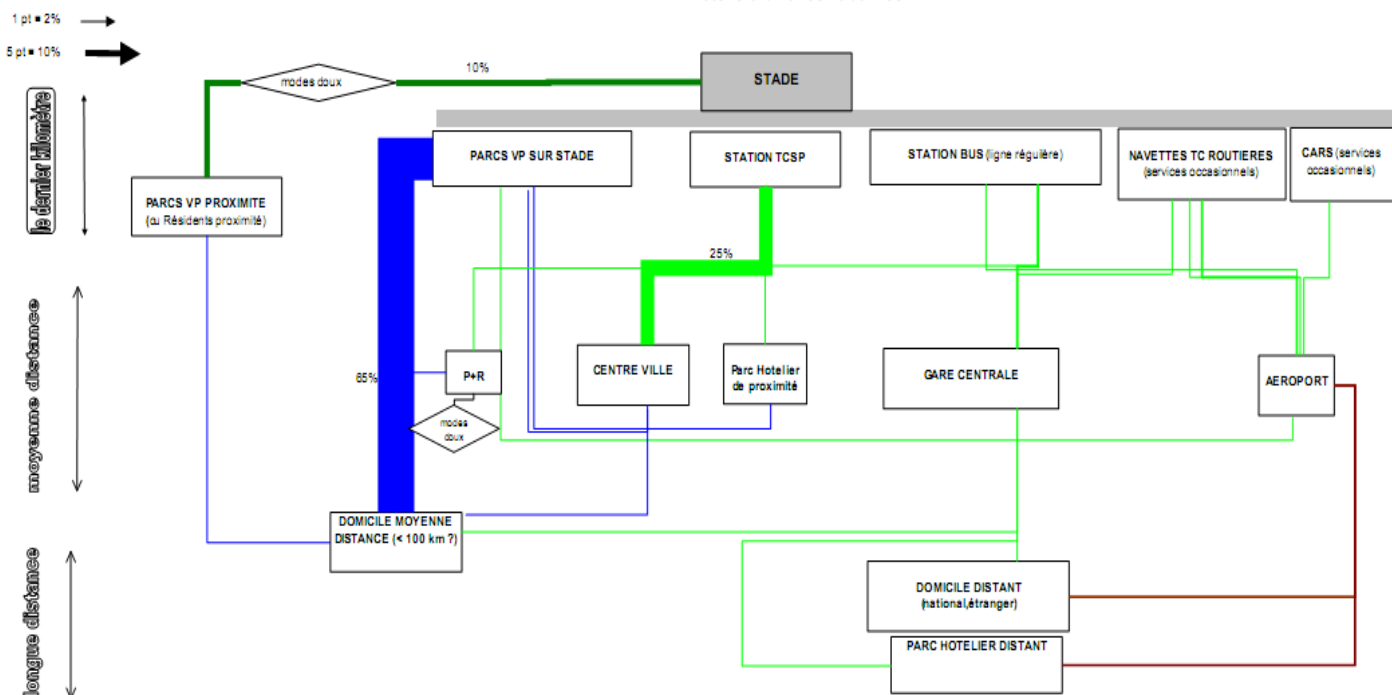 1 pt = 2%
5 pt = 10%
modes doux
10%
STADE
le dernier kilomètre
PARCS VP SUR STADE
STATION TCSP
STATION BUS (ligne régulière)
NAVETTES TC ROUTIERES
(services occasionnels)
CARS (services
occasionnels)
PARCS VP PROXIMITE
(ou Résidents proximité)
25%
moyenne distance
65%
P+R
CENTRE VILLE
Parc Hotelier
de proximité
GARE CENTRALE
AEROPORT
modes
doux
DOMICILE MOYENNE
DISTANCE (< 100 km ?)
longue distance
DOMICILE DISTANT
(national,étranger)
PARC HOTELIER DISTANT